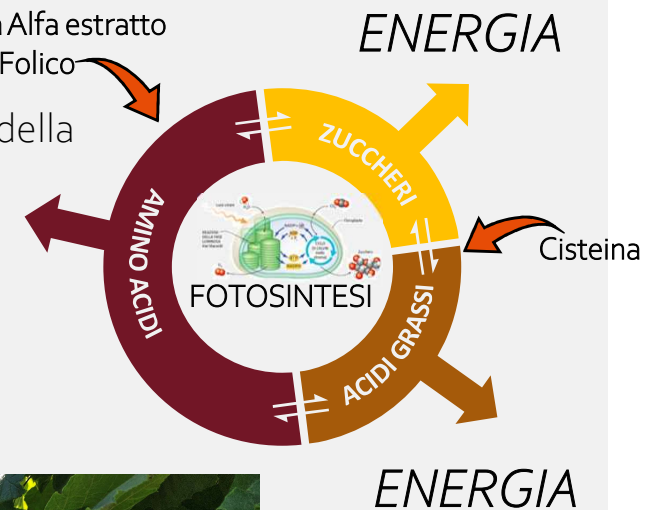 Alfa estratto
Folico
della
ENERGIA
ZUCCHERI
AMINO ACIDI
Cisteina
FOTOSINTESI
ACIDI GRASSI
ENERGIA